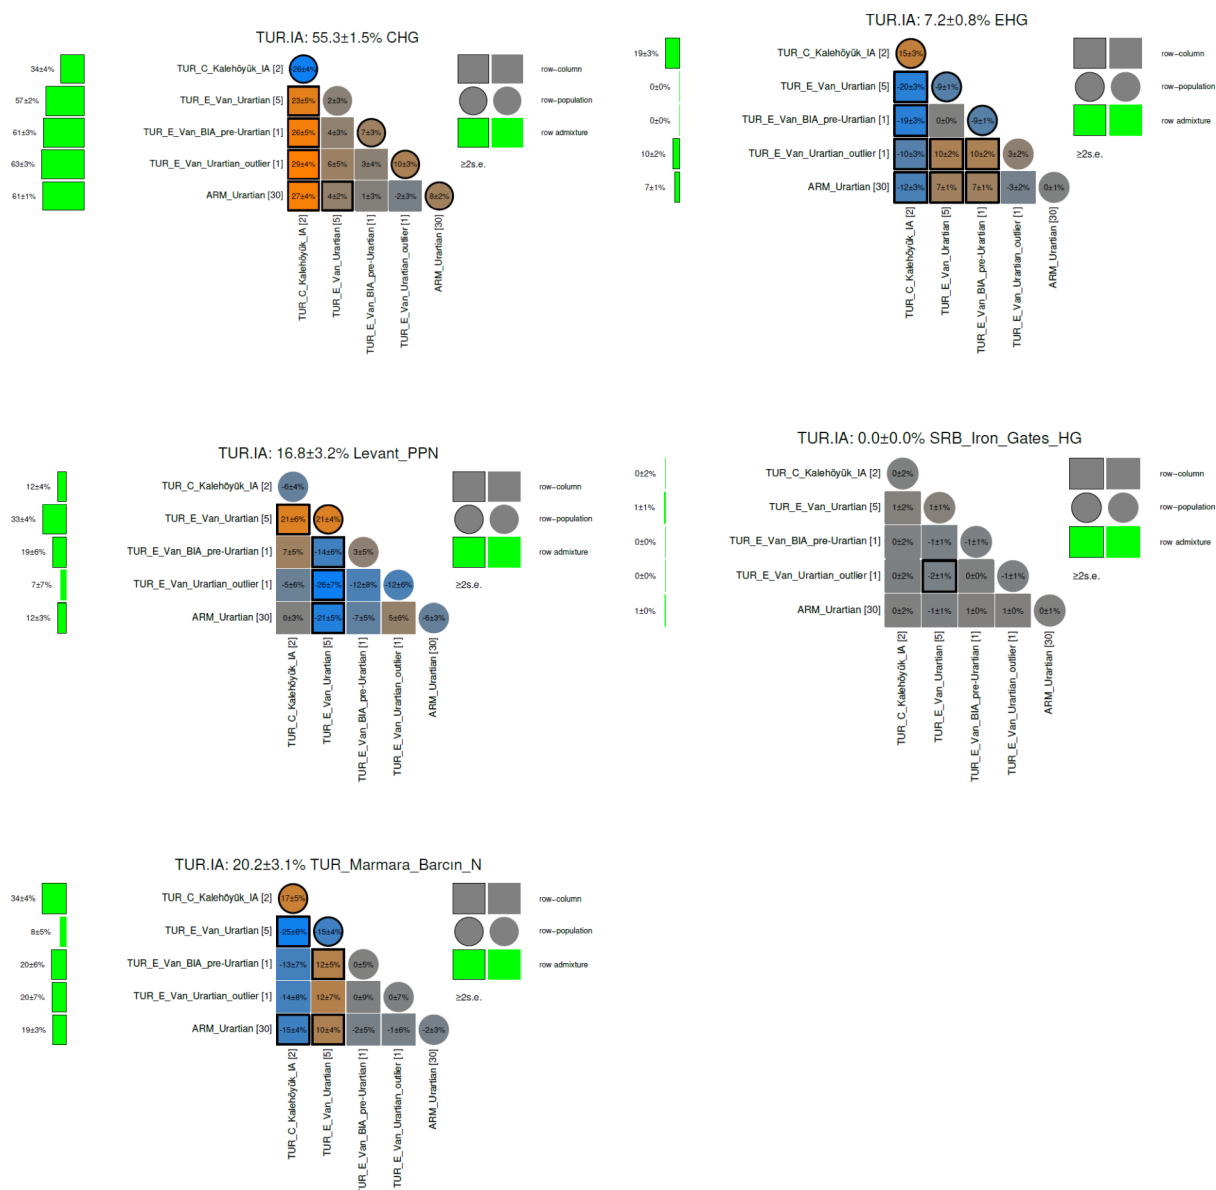 TUR.IA: 55.3±1.5% CHG
34±4% TUR_C_Kalehöyük_IA [2] -26±4% row-column
57±2% TUR_E_Van_Urartian [5] 23±5% 2±3% row-population
61±3% TUR_E_Van_BIA_pre-Urartian [1] 26±5% 4±3% 7±3% row admixture
63±3% TUR_E_Van_Urartian_outlier [1] 29±4% 6±5% 3±4% 10±3% ≥2s.e.
61±1% ARM_Urartian [30] 27±4% 4±2% 1±3% -2±3% 8±2%
TUR_C_Kalehöyük_IA [2]
TUR_E_Van_Urartian [5]
TUR_E_Van_BIA_pre-Urartian [1]
TUR_E_Van_Urartian_outlier [1]
ARM_Urartian [30]
TUR.IA: 7.2±0.8% EHG
19±3% TUR_C_Kalehöyük_IA [2] 15±3% row-column
0±0% TUR_E_Van_Urartian [5] -20±3% -9±1% row-population
0±0% TUR_E_Van_BIA_pre-Urartian [1] -19±3% 0±0% -9±1% row admixture
10±2% TUR_E_Van_Urartian_outlier [1] -10±3% 10±2% 10±2% 3±2% ≥2s.e.
7±1% ARM_Urartian [30] -12±3% 7±1% 7±1% -3±2% 0±1%
TUR_C_Kalehöyük_IA [2]
TUR_E_Van_Urartian [5]
TUR_E_Van_BIA_pre-Urartian [1]
TUR_E_Van_Urartian_outlier [1]
ARM_Urartian [30]
TUR.IA: 16.8±3.2% Levant_PPN
12±4% TUR_C_Kalehöyük_IA [2] -6±4% row-column
33±4% TUR_E_Van_Urartian [5] 21±6% 21±4% row-population
19±6% TUR_E_Van_BIA_pre-Urartian [1] 7±5% -14±6% 3±5% row admixture
7±7% TUR_E_Van_Urartian_outlier [1] -5±6% -26±7% -12±8% -12±6% ≥2s.e.
12±3% ARM_Urartian [30] 0±3% -21±5% -7±5% 5±6% -6±3%
TUR_C_Kalehöyük_IA [2]
TUR_E_Van_Urartian [5]
TUR_E_Van_BIA_pre-Urartian [1]
TUR_E_Van_Urartian_outlier [1]
ARM_Urartian [30]
TUR.IA: 0.0±0.0% SRB_Iron_Gates_HG
0±2% TUR_C_Kalehöyük_IA [2] 0±2% row-column
1±1% TUR_E_Van_Urartian [5] 1±2% 1±1% row-population
0±0% TUR_E_Van_BIA_pre-Urartian [1] 0±2% -1±1% -1±1% row admixture
0±0% TUR_E_Van_Urartian_outlier [1] 0±2% -2±1% 0±0% -1±1% ≥2s.e.
1±0% ARM_Urartian [30] 0±2% -1±1% 1±0% 1±0% 0±1%
TUR_C_Kalehöyük_IA [2]
TUR_E_Van_Urartian [5]
TUR_E_Van_BIA_pre-Urartian [1]
TUR_E_Van_Urartian_outlier [1]
ARM_Urartian [30]
TUR.IA: 20.2±3.1% TUR_Marmara_Barcın_N
34±4% TUR_C_Kalehöyük_IA [2] 17±5% row-column
8±5% TUR_E_Van_Urartian [5] -25±6% -15±4% row-population
20±6% TUR_E_Van_BIA_pre-Urartian [1] -13±7% 12±5% 0±5% row admixture
20±7% TUR_E_Van_Urartian_outlier [1] -14±8% 12±7% 0±9% 0±7% ≥2s.e.
19±3% ARM_Urartian [30] -15±4% 10±4% -2±5% -1±6% -2±3%
TUR_C_Kalehöyük_IA [2]
TUR_E_Van_Urartian [5]
TUR_E_Van_BIA_pre-Urartian [1]
TUR_E_Van_Urartian_outlier [1]
ARM_Urartian [30]